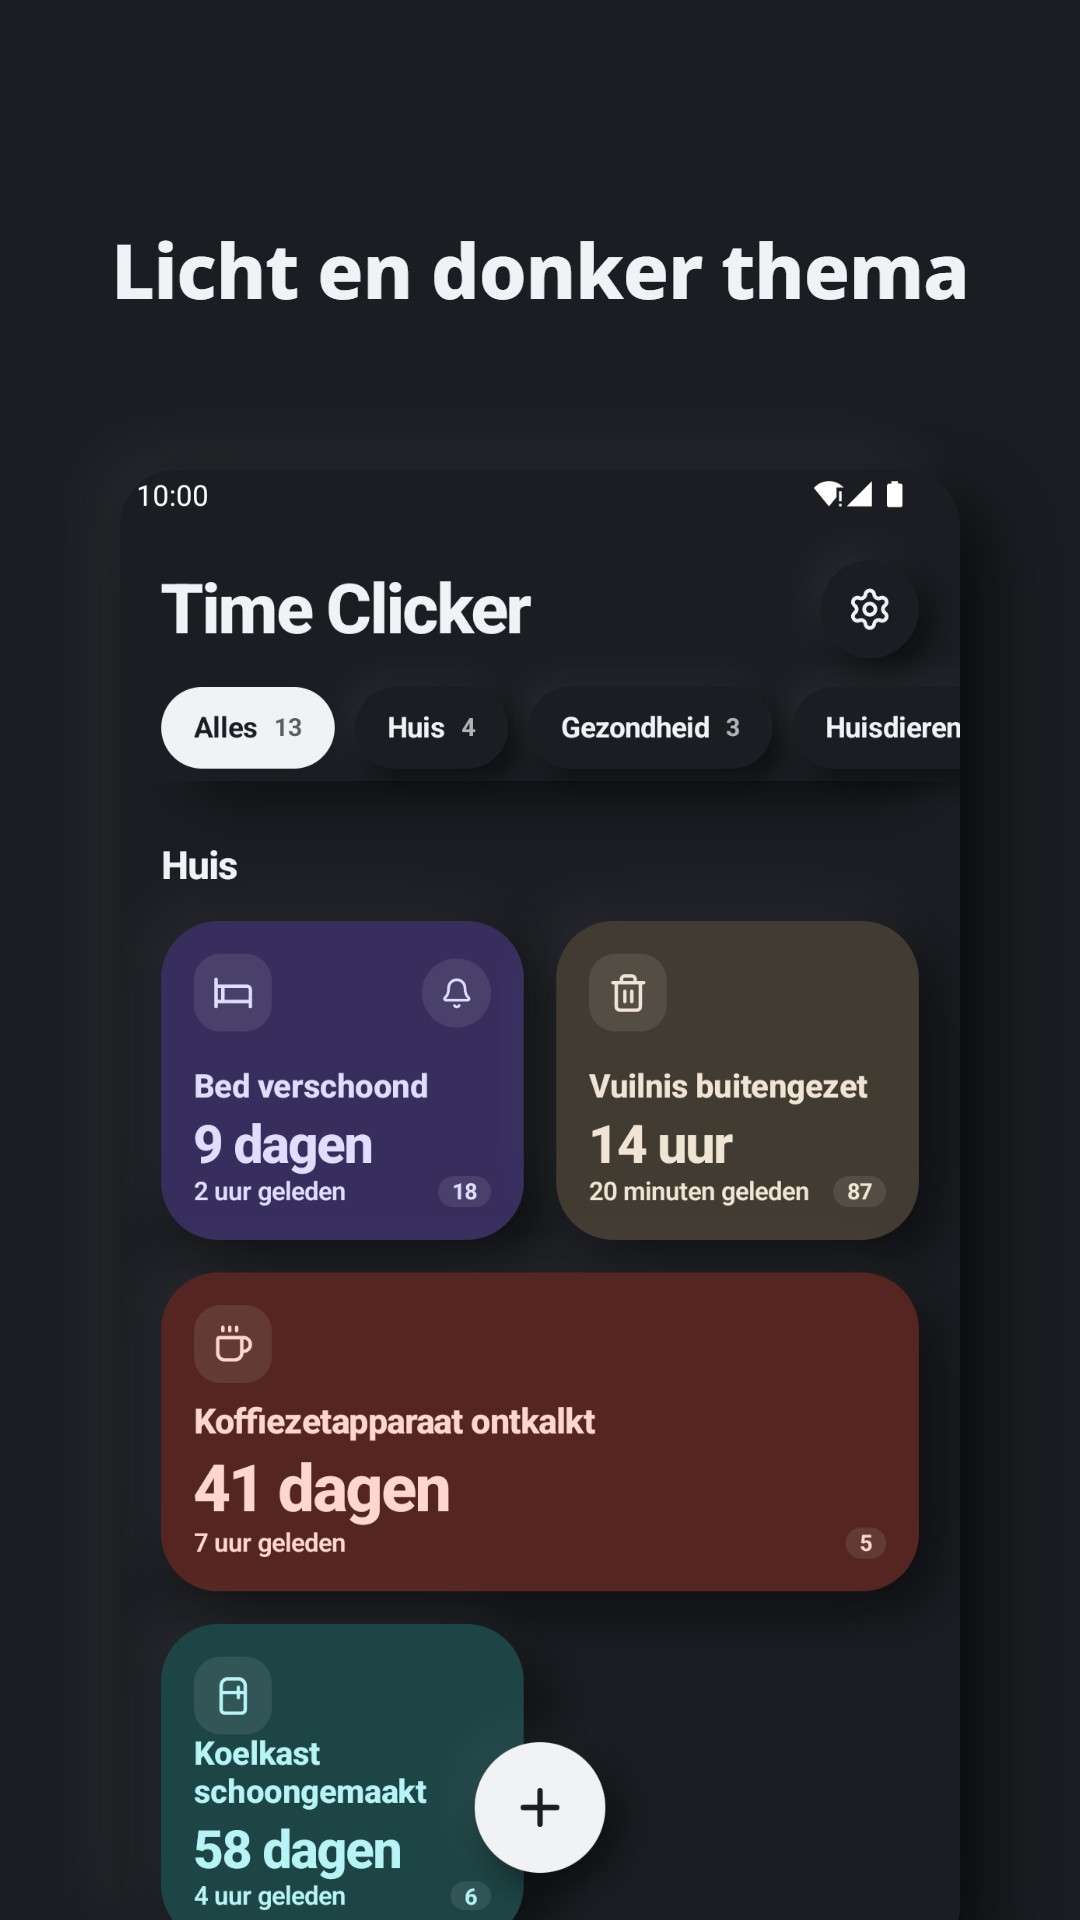 Licht en donker thema
10:00
Time Clicker
Alles 13
Huis 4
Gezondheid 3
Huisdieren
Huis
Bed verschoond
9 dagen
2 uur geleden 18
Vuilnis buitengezet
14 uur
20 minuten geleden 87
Koffiezetapparaat ontkalkt
41 dagen
7 uur geleden 5
Koelkast
schoongemaakt
58 dagen
4 uur geleden 6